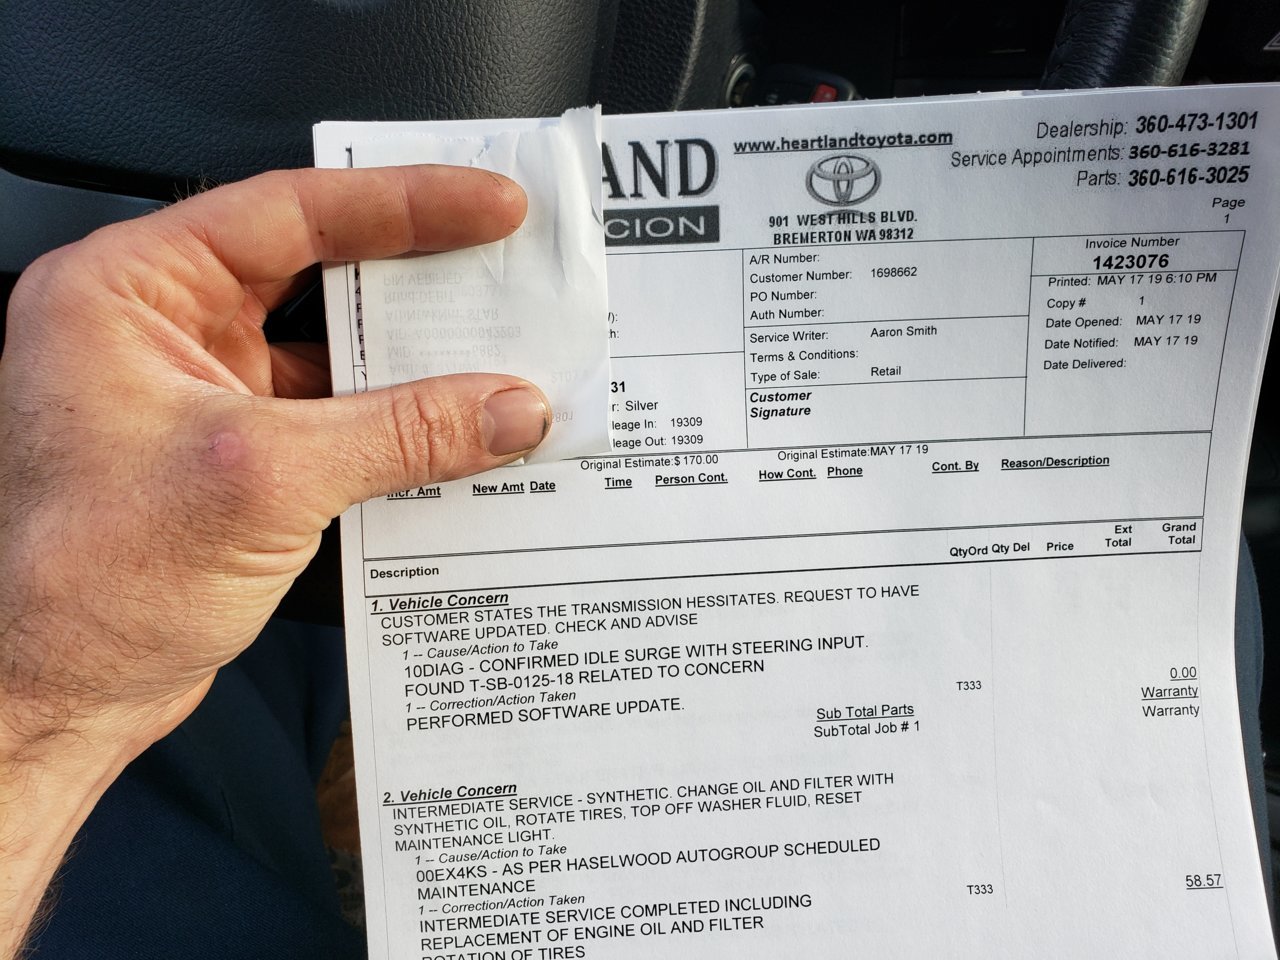 AND
CION
www.heartlandtoyota.com
901 WEST HILLS BLVD.
BREMERTON WA 98312
Dealership: 360-473-1301
Service Appointments: 360-616-3281
Parts: 360-616-3025
Page
1
A/R Number:
Customer Number: 1698662
PO Number:
Auth Number:
Service Writer: Aaron Smith
Terms & Conditions:
Type of Sale: Retail
Customer
Signature
Invoice Number
1423076
Printed: MAY 17 19 6:10 PM
Copy # 1
Date Opened: MAY 17 19
Date Notified: MAY 17 19
Date Delivered:
31
r: Silver
leage In: 19309
leage Out: 19309
Original Estimate:$ 170.00 Original Estimate:MAY 17 19
Incr. Amt New Amt Date Time Person Cont. How Cont. Phone Cont. By Reason/Description
Description QtyOrd Qty Del Price Ext Total Grand Total
1. Vehicle Concern
CUSTOMER STATES THE TRANSMISSION HESSITATES. REQUEST TO HAVE
SOFTWARE UPDATED. CHECK AND ADVISE
1 -- Cause/Action to Take
10DIAG - CONFIRMED IDLE SURGE WITH STEERING INPUT.
FOUND T-SB-0125-18 RELATED TO CONCERN
1 -- Correction/Action Taken T333 0.00
PERFORMED SOFTWARE UPDATE.
Sub Total Parts Warranty
SubTotal Job # 1 Warranty
2. Vehicle Concern
INTERMEDIATE SERVICE - SYNTHETIC. CHANGE OIL AND FILTER WITH
SYNTHETIC OIL, ROTATE TIRES, TOP OFF WASHER FLUID, RESET
MAINTENANCE LIGHT.
1 -- Cause/Action to Take
00EX4KS - AS PER HASELWOOD AUTOGROUP SCHEDULED
MAINTENANCE
1 -- Correction/Action Taken T333 58.57
INTERMEDIATE SERVICE COMPLETED INCLUDING
REPLACEMENT OF ENGINE OIL AND FILTER
ROTATION OF TIRES